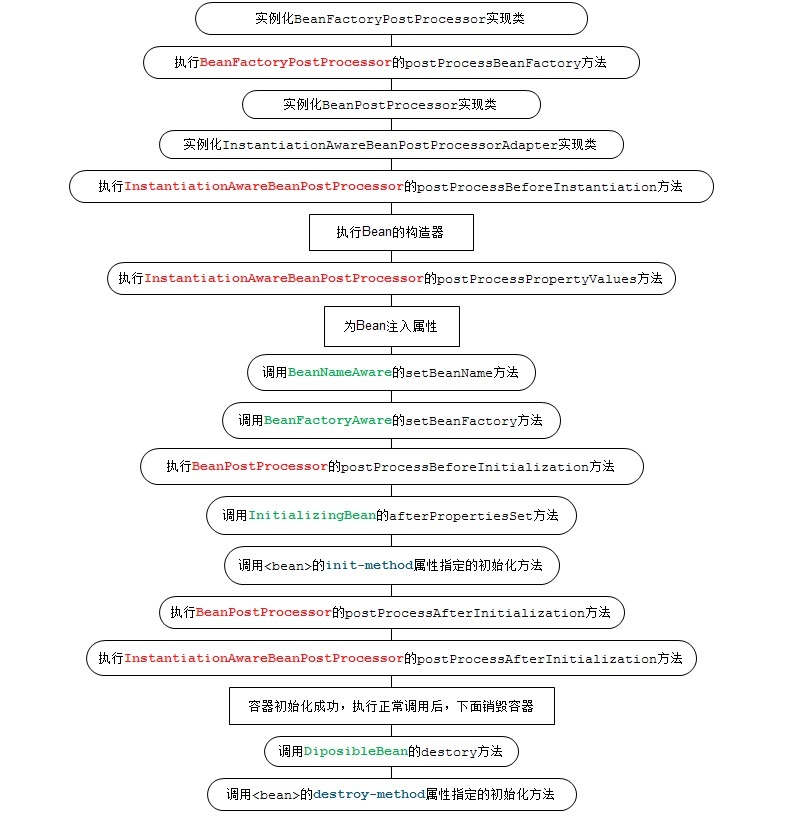 实例化BeanFactoryPostProcessor实现类
执行BeanFactoryPostProcessor的postProcessBeanFactory方法
实例化BeanPostProcessor实现类
实例化InstantiationAwareBeanPostProcessorAdapter实现类
执行InstantiationAwareBeanPostProcessor的postProcessBeforeInstantiation方法
执行Bean的构造器
执行InstantiationAwareBeanPostProcessor的postProcessPropertyValues方法
为Bean注入属性
调用BeanNameAware的setBeanName方法
调用BeanFactoryAware的setBeanFactory方法
执行BeanPostProcessor的postProcessBeforeInitialization方法
调用InitializingBean的afterPropertiesSet方法
调用<bean>的init-method属性指定的初始化方法
执行BeanPostProcessor的postProcessAfterInitialization方法
执行InstantiationAwareBeanPostProcessor的postProcessAfterInitialization方法
容器初始化成功，执行正常调用后，下面销毁容器
调用DiposibleBean的destory方法
调用<bean>的destroy-method属性指定的初始化方法